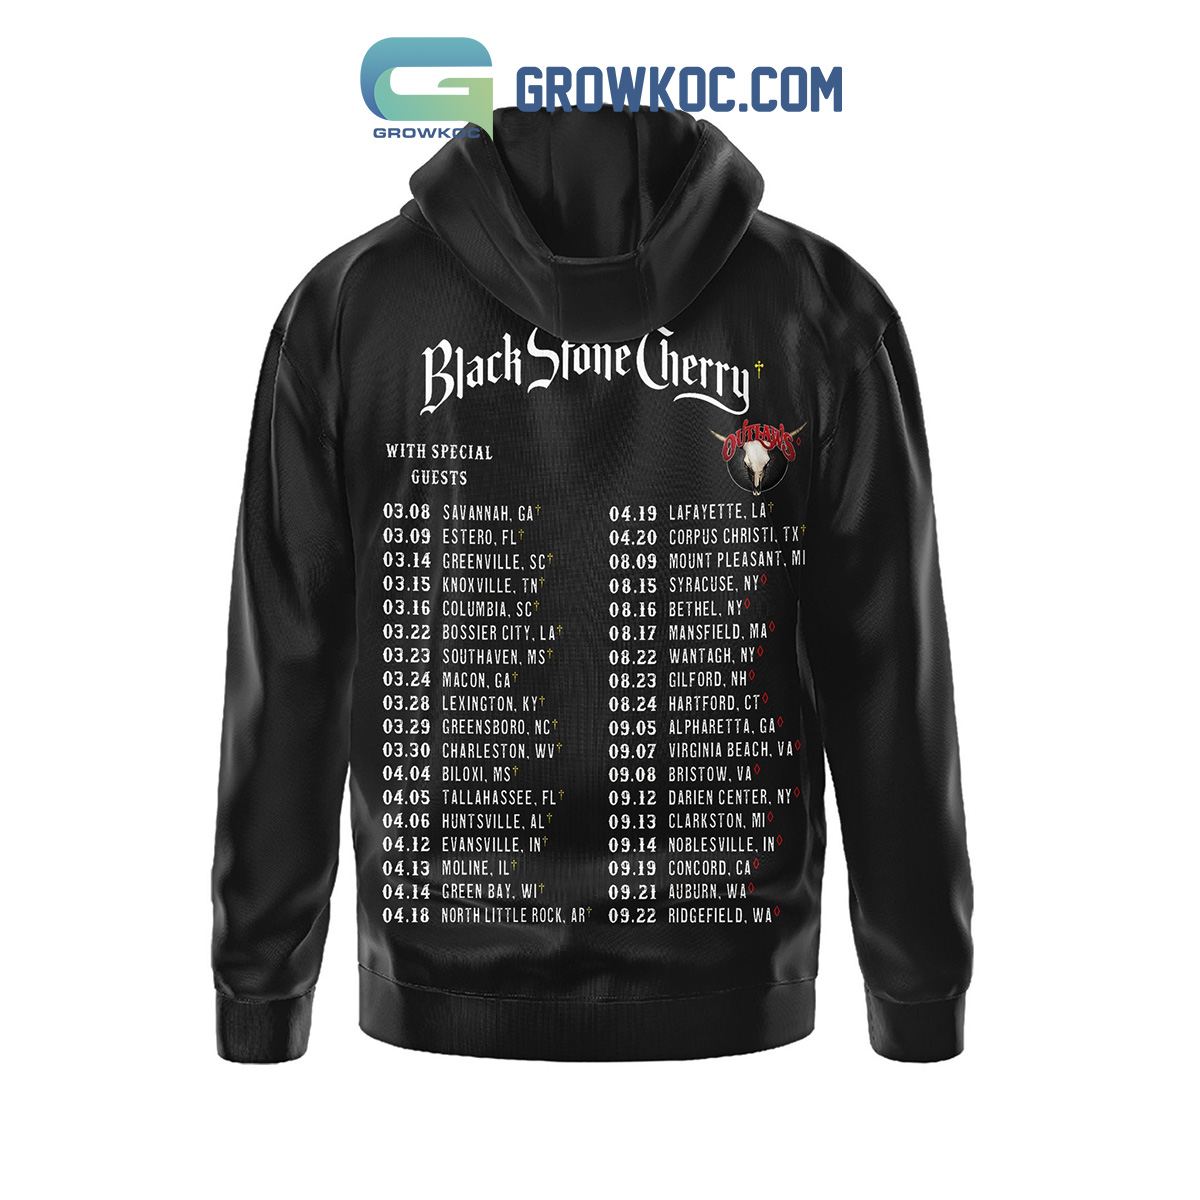 GROWKOC
GROWKOC.COM
Black Stone Cherry†
OUTLAWS◊
WITH SPECIAL
GUESTS
03.08 SAVANNAH, GA†
03.09 ESTERO, FL†
03.14 GREENVILLE, SC†
03.15 KNOXVILLE, TN†
03.16 COLUMBIA, SC†
03.22 BOSSIER CITY, LA†
03.23 SOUTHAVEN, MS†
03.24 MACON, GA†
03.28 LEXINGTON, KY†
03.29 GREENSBORO, NC†
03.30 CHARLESTON, WV†
04.04 BILOXI, MS†
04.05 TALLAHASSEE, FL†
04.06 HUNTSVILLE, AL†
04.12 EVANSVILLE, IN†
04.13 MOLINE, IL†
04.14 GREEN BAY, WI†
04.18 NORTH LITTLE ROCK, AR†
04.19 LAFAYETTE, LA†
04.20 CORPUS CHRISTI, TX†
08.09 MOUNT PLEASANT, MI
08.15 SYRACUSE, NY◊
08.16 BETHEL, NY◊
08.17 MANSFIELD, MA◊
08.22 WANTAGH, NY◊
08.23 GILFORD, NH◊
08.24 HARTFORD, CT◊
09.05 ALPHARETTA, GA◊
09.07 VIRGINIA BEACH, VA◊
09.08 BRISTOW, VA◊
09.12 DARIEN CENTER, NY◊
09.13 CLARKSTON, MI◊
09.14 NOBLESVILLE, IN◊
09.19 CONCORD, CA◊
09.21 AUBURN, WA◊
09.22 RIDGEFIELD, WA◊